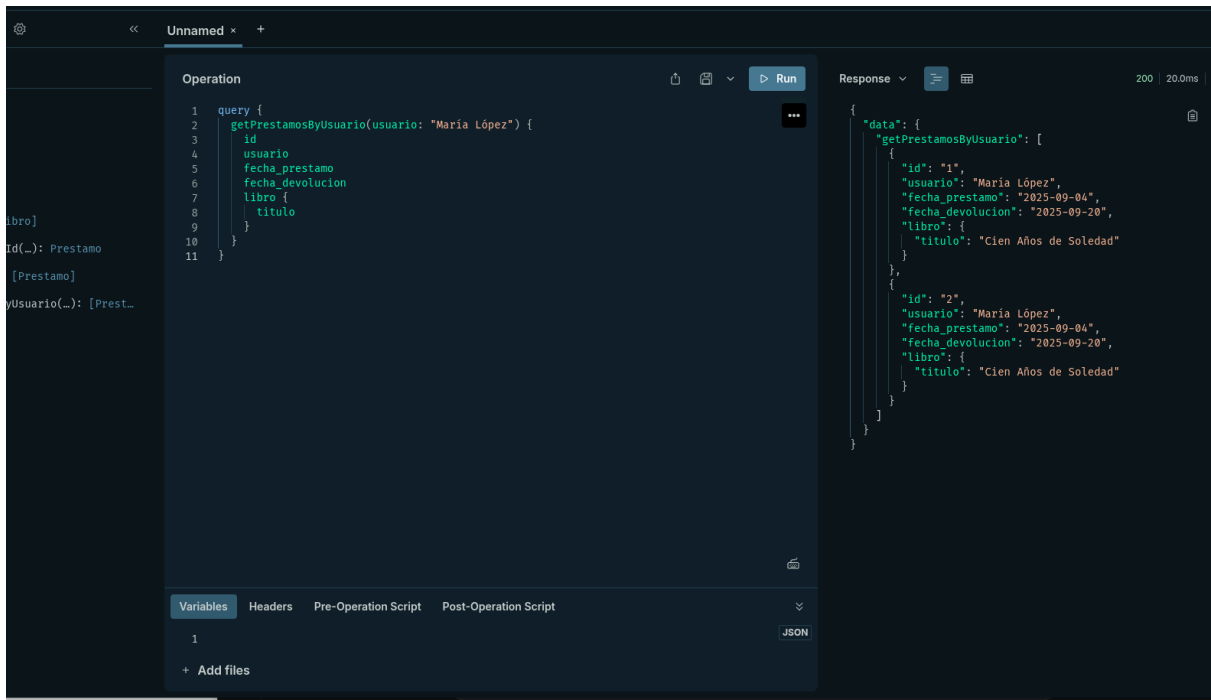 Unnamed × +
ibro]
Id(…): Prestamo
[Prestamo]
yUsuario(…): [Prest…
Operation
Run
1 query {
2 getPrestamosByUsuario(usuario: "María López") {
3 id
4 usuario
5 fecha_prestamo
6 fecha_devolucion
7 libro {
8 titulo
9 }
10 }
11 }
Variables Headers Pre-Operation Script Post-Operation Script
JSON
1
+ Add files
Response
200 20.0ms
{
"data": {
"getPrestamosByUsuario": [
{
"id": "1",
"usuario": "María López",
"fecha_prestamo": "2025-09-04",
"fecha_devolucion": "2025-09-20",
"libro": {
"titulo": "Cien Años de Soledad"
}
},
{
"id": "2",
"usuario": "María López",
"fecha_prestamo": "2025-09-04",
"fecha_devolucion": "2025-09-20",
"libro": {
"titulo": "Cien Años de Soledad"
}
}
]
}
}